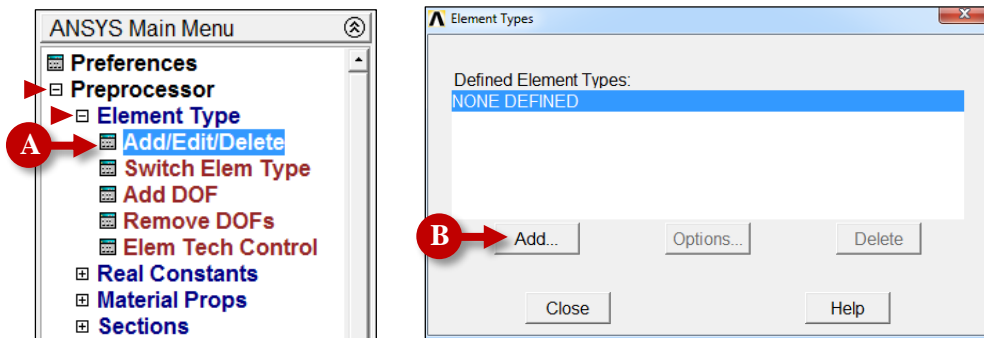 ANSYS Main Menu
Preferences
Preprocessor
Element Type
A
Add/Edit/Delete
Switch Elem Type
Add DOF
Remove DOFs
Elem Tech Control
Real Constants
Material Props
Sections
Element Types
X
Defined Element Types:
NONE DEFINED
B
Add...
Options...
Delete
Close
Help